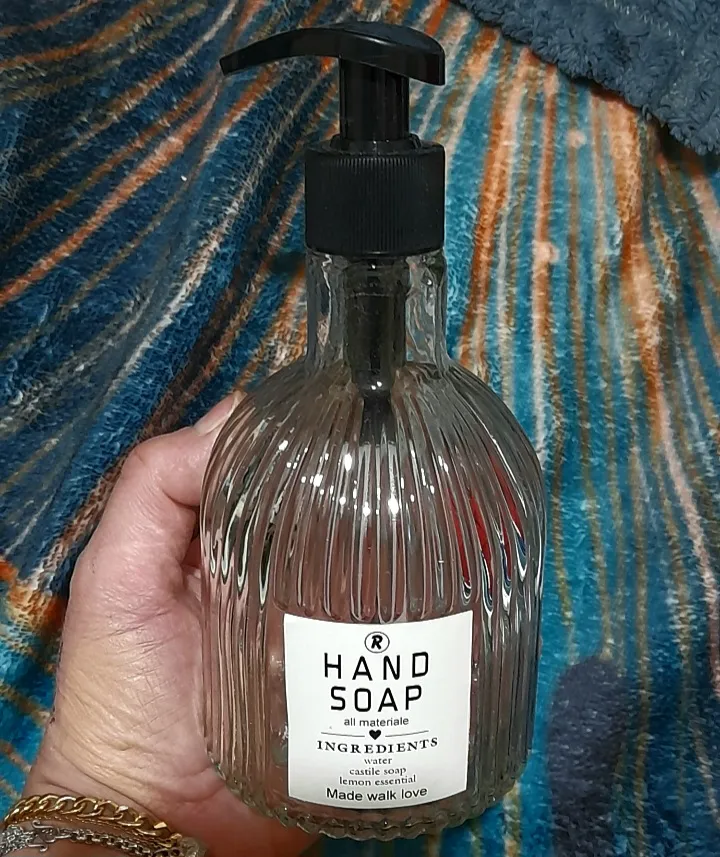 R
HAND
SOAP
all materiale
INGREDIENTS
water
castile soap
lemon essential
Made walk love